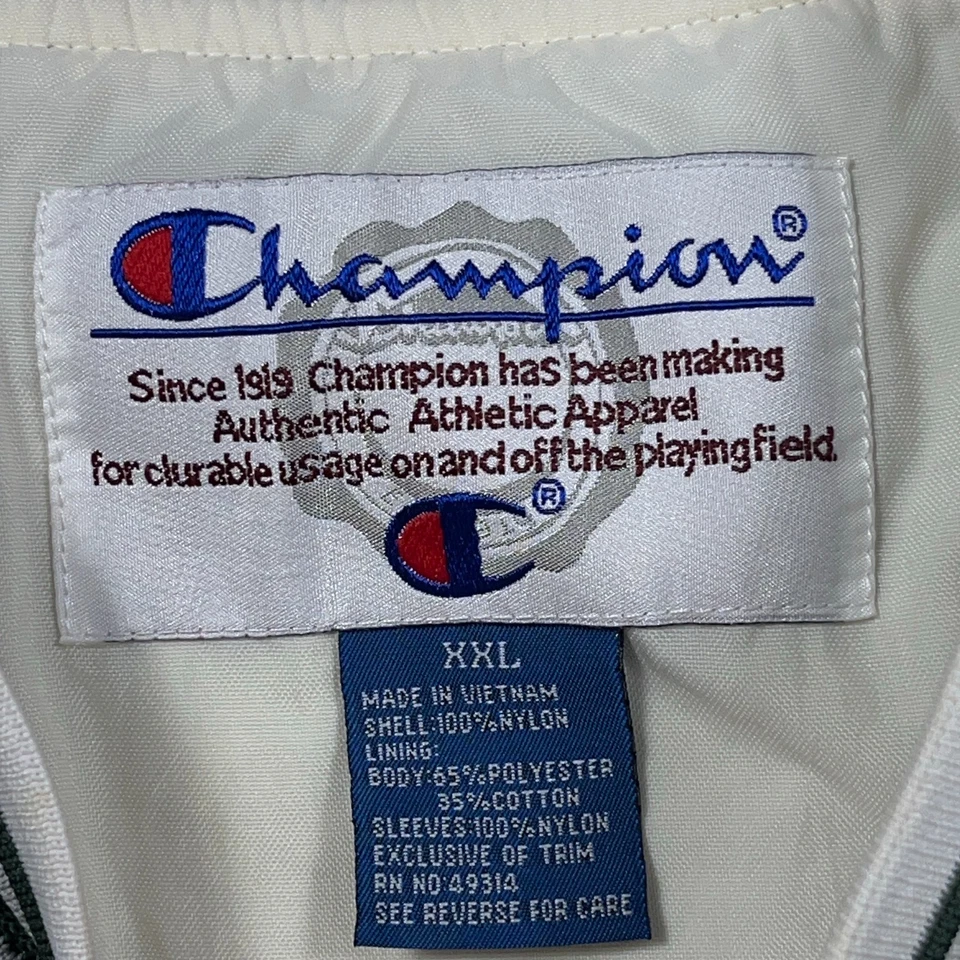 Champion®
Since 1919 Champion has been making
Authentic Athletic Apparel
for durable usage on and off the playing field.
®
XXL
MADE IN VIETNAM
SHELL:100%NYLON
LINING:
BODY:65%POLYESTER
35%COTTON
SLEEVES:100%NYLON
EXCLUSIVE OF TRIM
RN NO:49314
SEE REVERSE FOR CARE